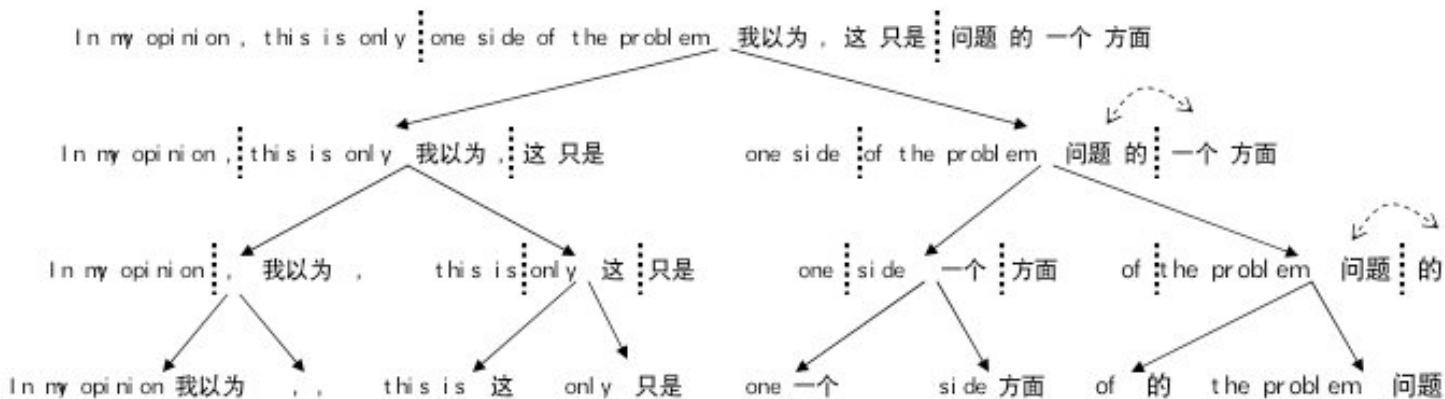 In my opinion, this is only one side of the problem 我以为 , 这 只是 问题 的 一个 方面
In my opinion, this is only 我以为 , 这 只是 one side of the problem 问题 的 一个 方面
In my opinion , 我以为 , this is only 这 只是 one side 一个 方面 of the problem 问题 的
In my opinion 我以为 , , this is 这 only 只是 one 一个 side 方面 of 的 the problem 问题